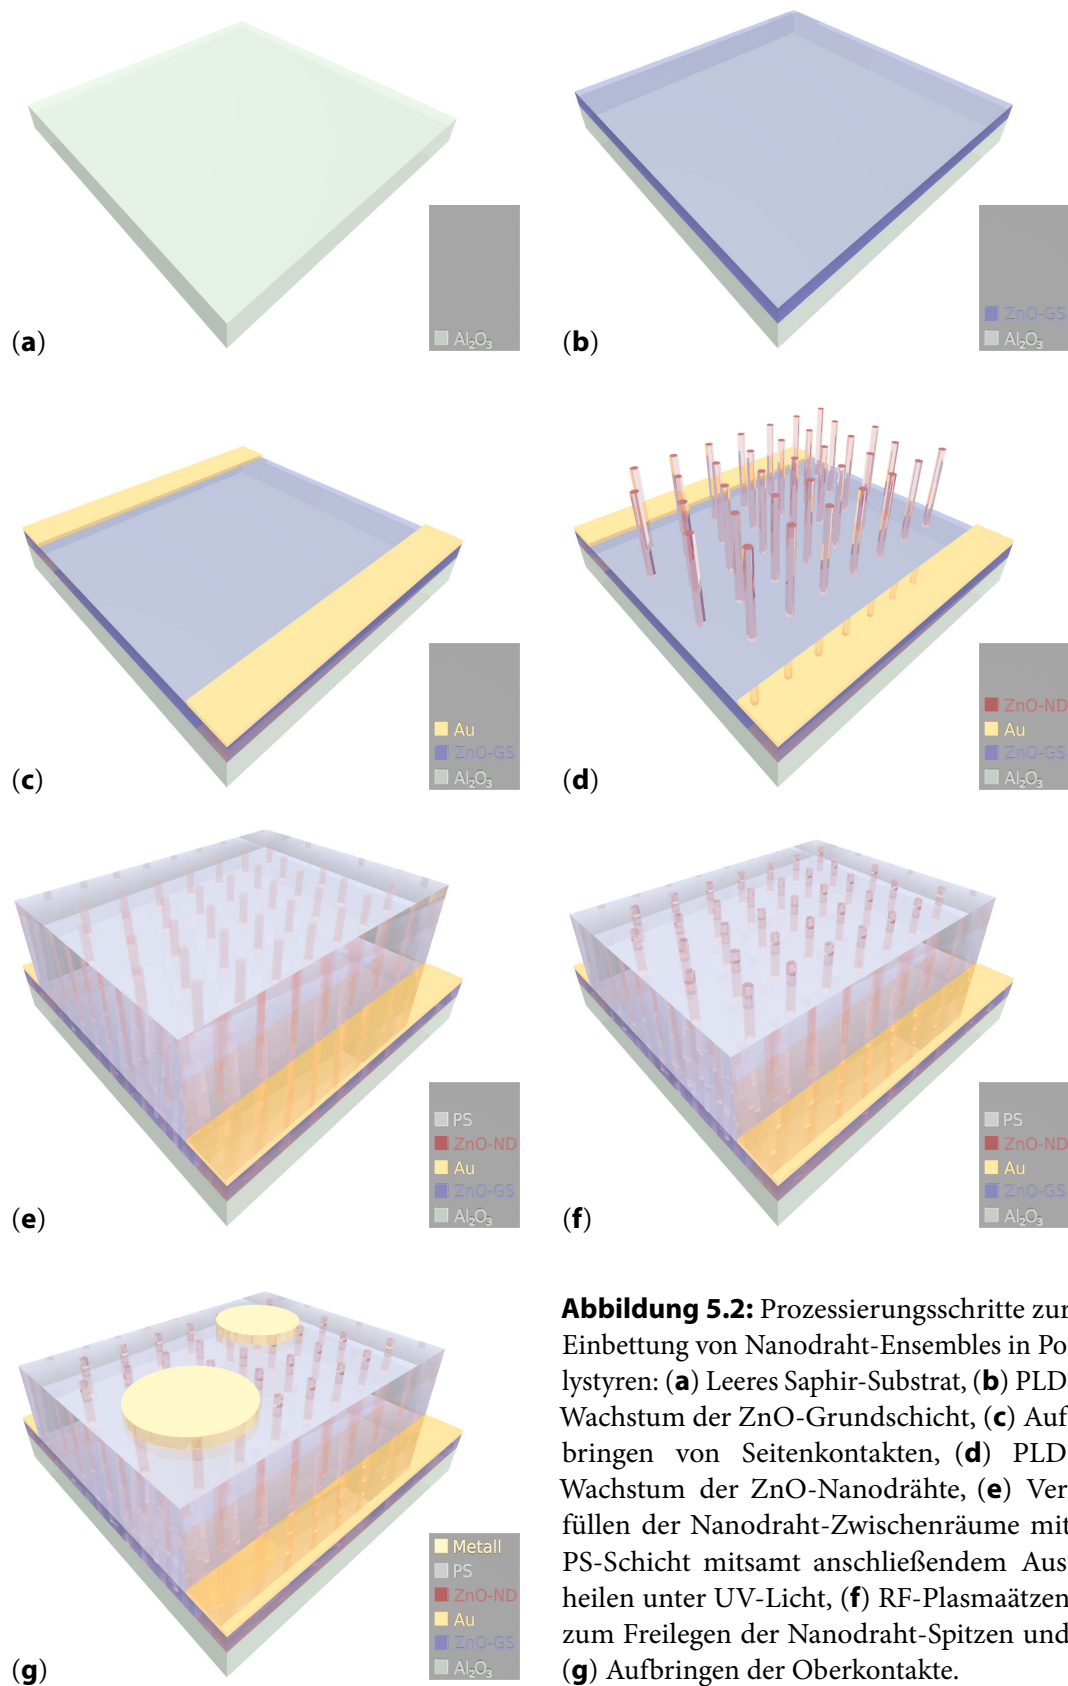 (a)
Al₂O₃
(b)
ZnO-GS
Al₂O₃
(c)
Au
ZnO-GS
Al₂O₃
(d)
ZnO-ND
Au
ZnO-GS
Al₂O₃
(e)
PS
ZnO-ND
Au
ZnO-GS
Al₂O₃
(f)
PS
ZnO-ND
Au
ZnO-GS
Al₂O₃
(g)
Metall
PS
ZnO-ND
Au
ZnO-GS
Al₂O₃
Abbildung 5.2: Prozessierungsschritte zur
Einbettung von Nanodraht-Ensembles in Po
lystyren: (a) Leeres Saphir-Substrat, (b) PLD
Wachstum der ZnO-Grundschicht, (c) Auf
bringen von Seitenkontakten, (d) PLD
Wachstum der ZnO-Nanodrähte, (e) Ver
füllen der Nanodraht-Zwischenräume mit
PS-Schicht mitsamt anschließendem Aus
heilen unter UV-Licht, (f) RF-Plasmaätzen
zum Freilegen der Nanodraht-Spitzen und
(g) Aufbringen der Oberkontakte.